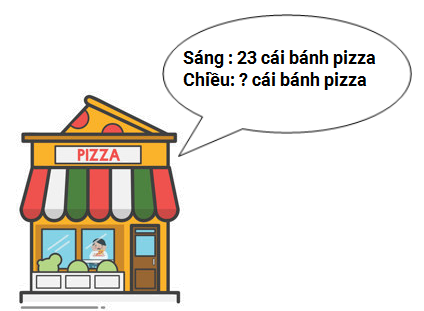 Sáng : 23 cái bánh pizza
Chiều: ? cái bánh pizza
PIZZA